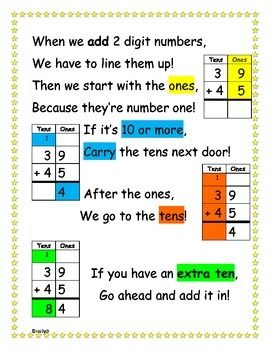 When we add 2 digit numbers,
We have to line them up!
Then we start with the ones,
Because they're number one!
Tens Ones
3 9
+ 4 5
If it's 10 or more,
Carry the tens next door!
Tens Ones
1
3 9
+ 4 5
4
After the ones,
We go to the tens!
Tens Ones
1
3 9
+ 4 5
4
If you have an extra ten,
Go ahead and add it in!
Tens Ones
1
3 9
+ 4 5
8 4